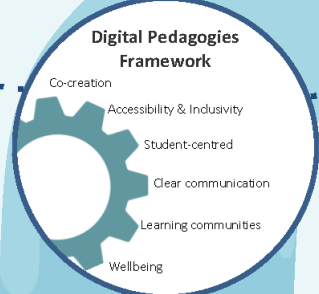 Digital Pedagogies
Framework
Co-creation
Accessibility & Inclusivity
Student-centred
Clear communication
Learning communities
Wellbeing